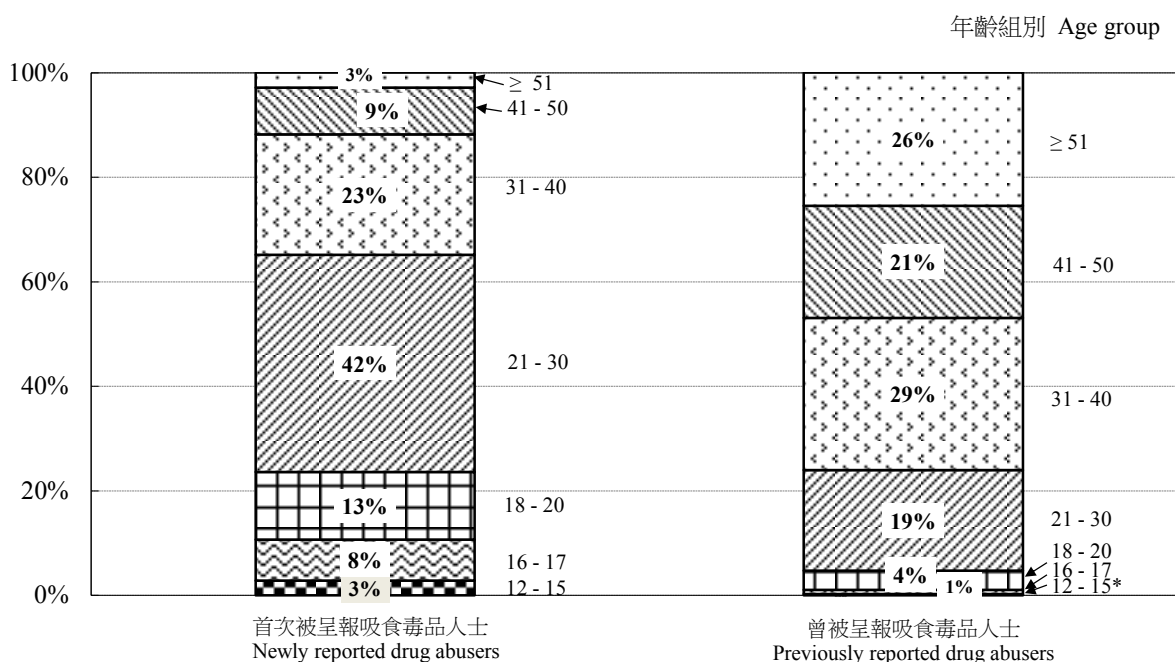 年齡組別 Age group
100%
80%
60%
40%
20%
0%
3%
9%
23%
42%
13%
8%
3%
≥ 51
41 - 50
31 - 40
21 - 30
18 - 20
16 - 17
12 - 15
26%
21%
29%
19%
4%
1%
≥ 51
41 - 50
31 - 40
21 - 30
18 - 20
16 - 17
12 - 15*
首次被呈報吸食毒品人士
Newly reported drug abusers
曾被呈報吸食毒品人士
Previously reported drug abusers